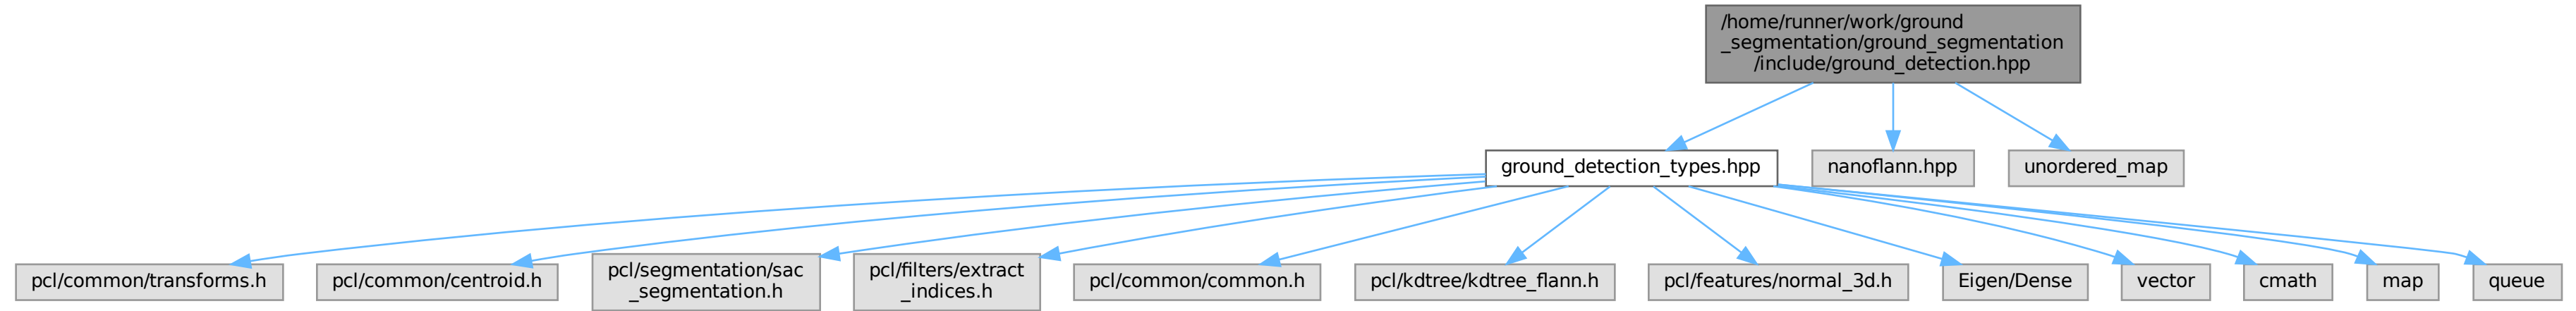 /home/runner/work/ground
_segmentation/ground_segmentation
/include/ground_detection.hpp
ground_detection_types.hpp
nanoflann.hpp
unordered_map
pcl/common/transforms.h
pcl/common/centroid.h
pcl/segmentation/sac
_segmentation.h
pcl/filters/extract
_indices.h
pcl/common/common.h
pcl/kdtree/kdtree_flann.h
pcl/features/normal_3d.h
Eigen/Dense
vector
cmath
map
queue